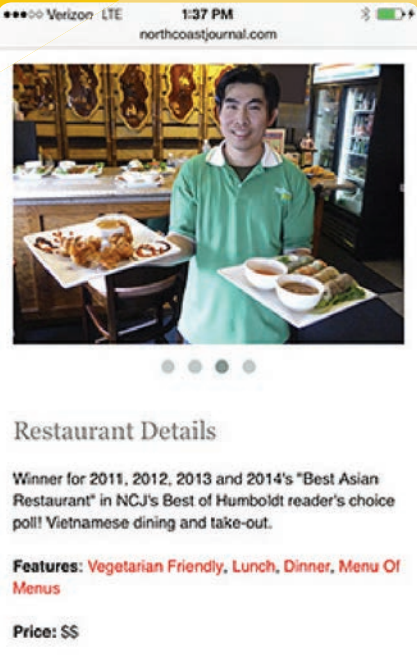 Verizon LTE 1:37 PM
northcoastjournal.com
Restaurant Details
Winner for 2011, 2012, 2013 and 2014's "Best Asian
Restaurant" in NCJ's Best of Humboldt reader's choice
poll! Vietnamese dining and take-out.
Features: Vegetarian Friendly, Lunch, Dinner, Menu Of
Menus
Price: $$